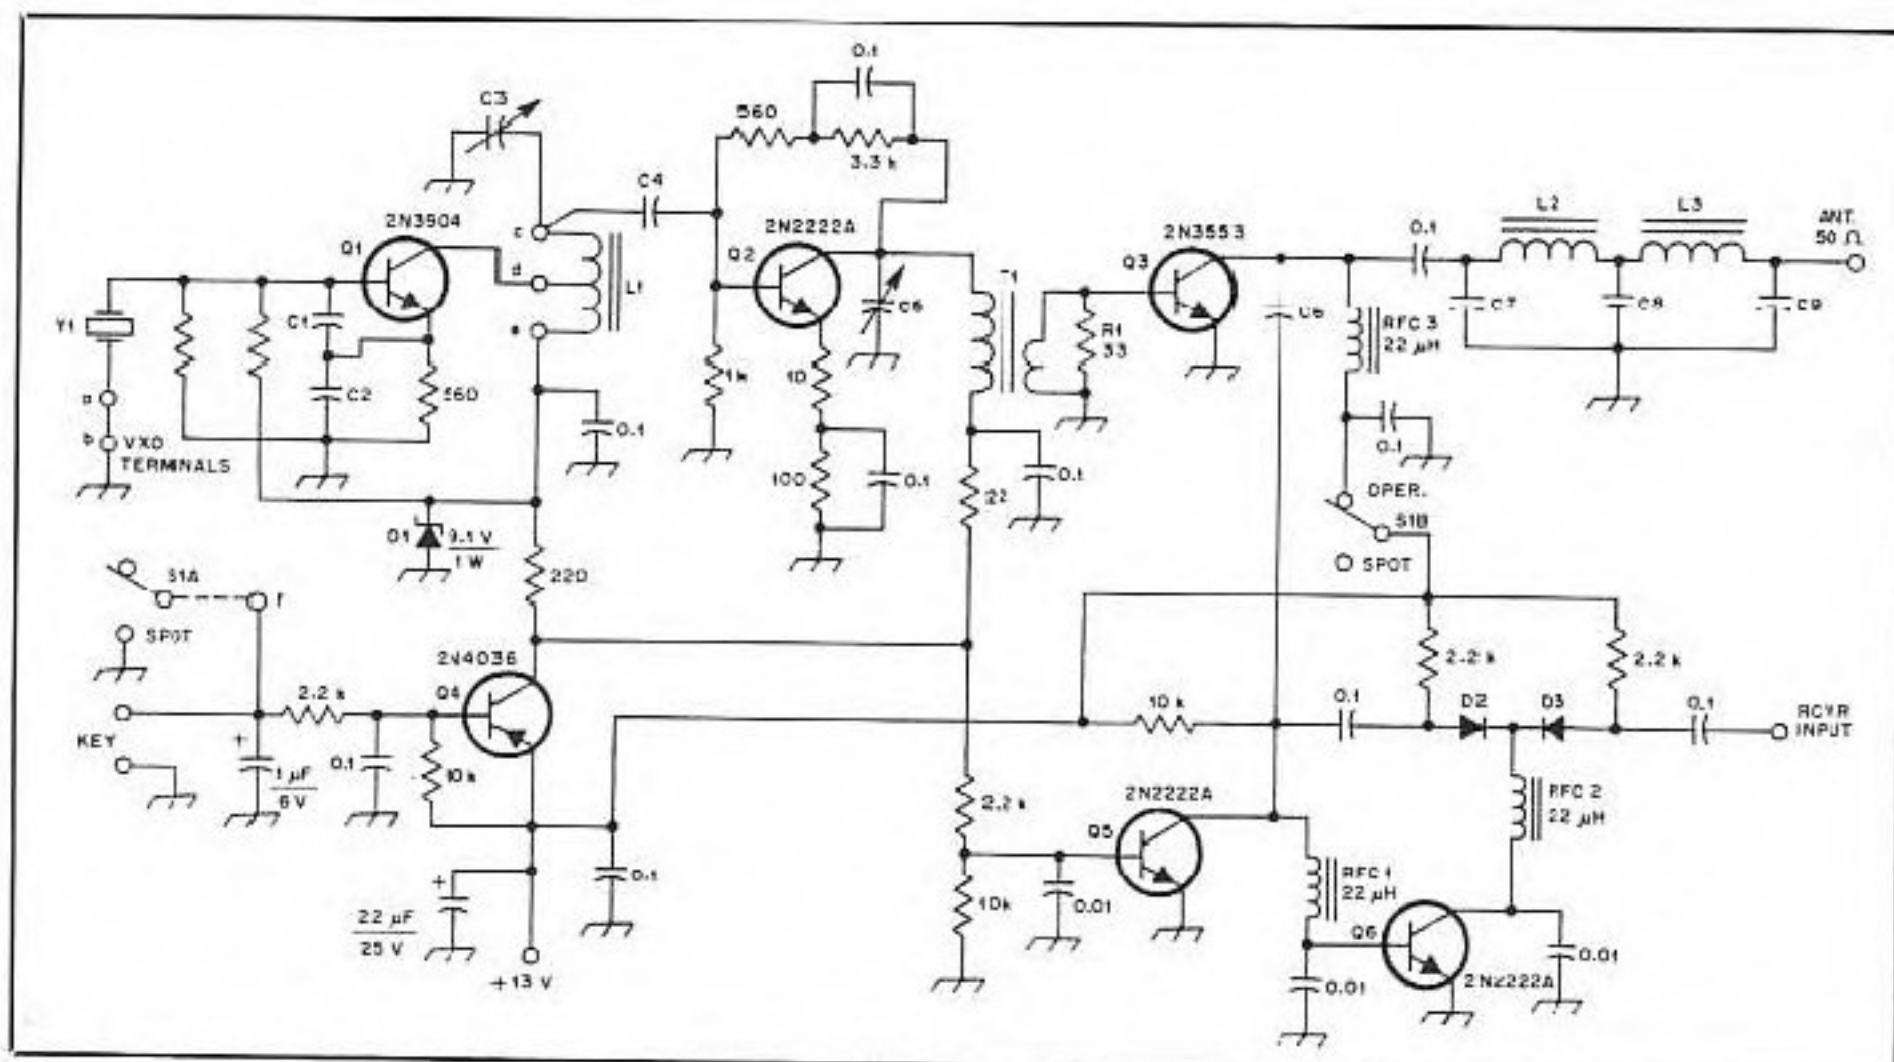 0.1
C3
560
3.3 k
C4
L2
L3
2N3904
2N2222A
2N3553
0.1
ANT.
50 Ω
Q1
c
Q2
Q3
d
L1
T1
C6
Y1
C1
e
R1
33
C6
RFC 3
22 μH
C7
C8
C9
1k
10
C2
560
a
b
VXO
TERMINALS
0.1
0.1
100
0.1
22
0.1
OPER.
S1B
D1
9.1 V
1 W
SPOT
S1A
220
f
SPOT
2N4036
2.2 k
2.2 k
2.2 k
Q4
10 k
0.1
D2
D3
0.1
RCVR
INPUT
KEY
+
1 μF
6 V
0.1
10k
2.2 k
2N2222A
RFC 2
22 μH
Q5
+
22 μF
25 V
0.1
10k
0.01
RFC 1
22 μH
Q6
+13 V
0.01
2N2222A
0.01